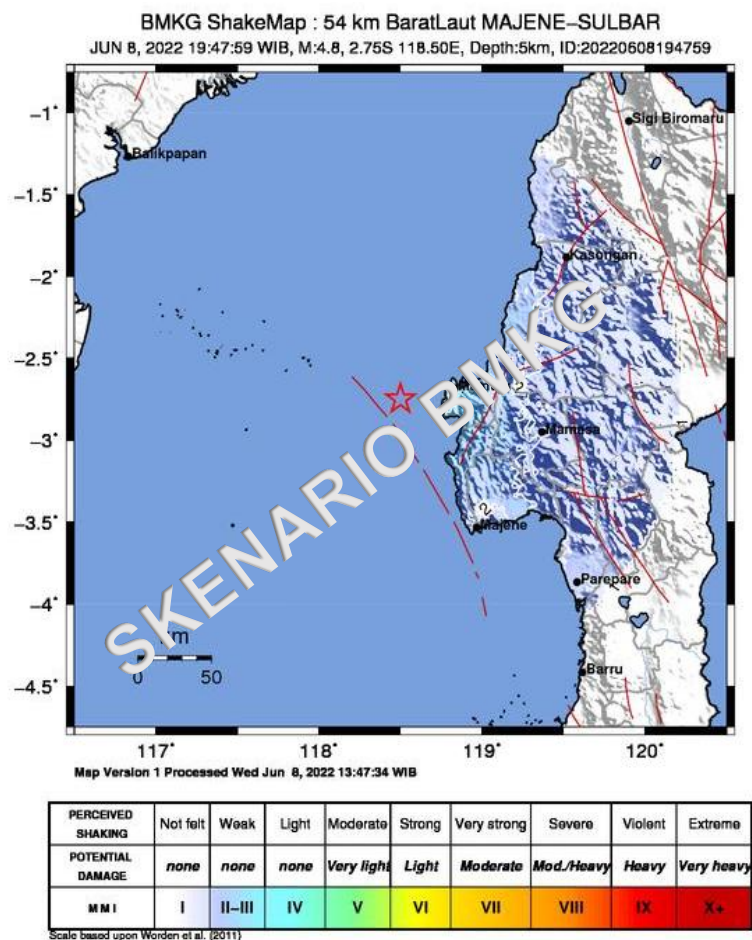 BMKG ShakeMap : 54 km BaratLaut MAJENE-SULBAR
JUN 8, 2022 19:47:59 WIB, M:4.8, 2.75S 118.50E, Depth:5km, ID:20220608194759
-1°
Sigi Biromaru
Balikpapan
-1.5°
Kasongan
-2°
-2.5°
2
1
Mamasa
-3°
2
-3.5°
Majene
Parepare
1
-4°
SKENARIO BMKG
km
0 50
Barru
-4.5°
117° 118° 119° 120°
Map Version 1 Processed Wed Jun 8, 2022 13:47:34 WIB
PERCEIVED SHAKING Not felt Weak Light Moderate Strong Very strong Severe Violent Extreme
POTENTIAL DAMAGE none none none Very light Light Moderate Mod./Heavy Heavy Very heavy
MMI I II-III IV V VI VII VIII IX X+
Scale based upon Worden et al. (2011)